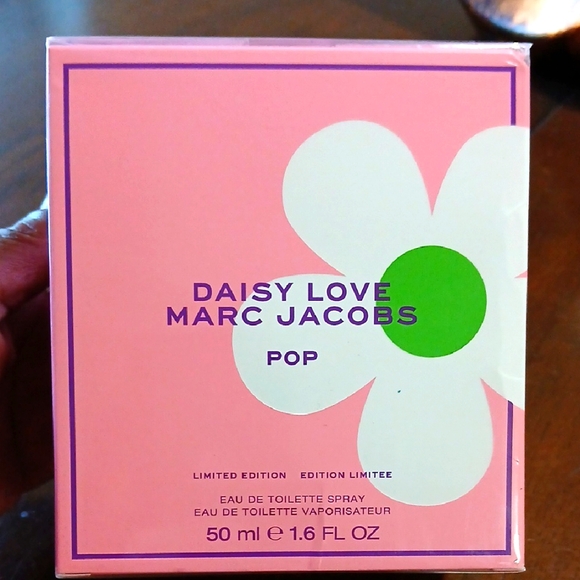 DAISY LOVE
MARC JACOBS
POP
LIMITED EDITION EDITION LIMITEE
EAU DE TOILETTE SPRAY
EAU DE TOILETTE VAPORISATEUR
50 ml ℮ 1.6 FL OZ